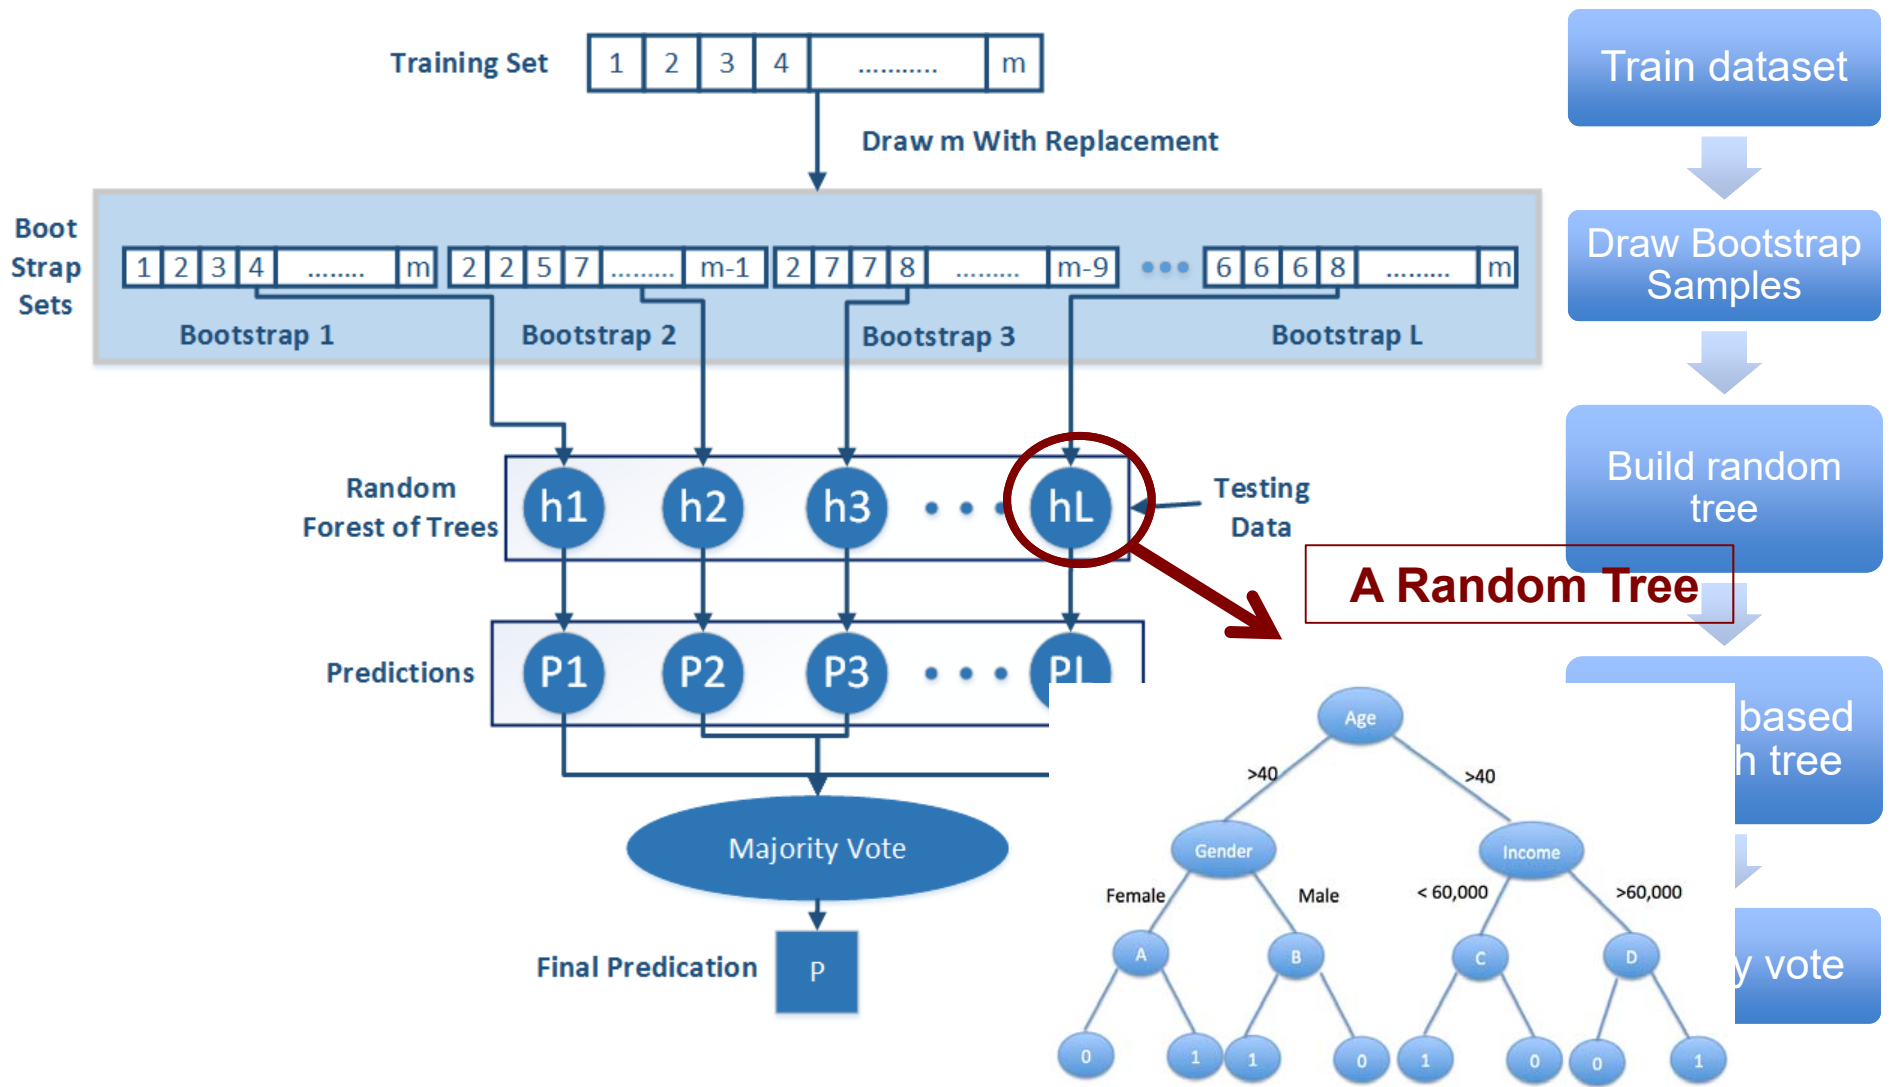 Training Set
1 2 3 4 ........... m
Draw m With Replacement
Boot
Strap
Sets
1 2 3 4 ........ m
2 2 5 7 ......... m-1
2 7 7 8 ......... m-9
6 6 6 8 ......... m
Bootstrap 1
Bootstrap 2
Bootstrap 3
Bootstrap L
Random
Forest of Trees
h1 h2 h3 hL
Testing
Data
Predictions
P1 P2 P3 PL
Majority Vote
Final Predication
P
A Random Tree
Age
>40
>40
Gender
Income
Female
Male
< 60,000
>60,000
A
B
C
D
0 1 1 0 1 0 0 1
Train dataset
Draw Bootstrap
Samples
Build random
tree
based
tree
vote